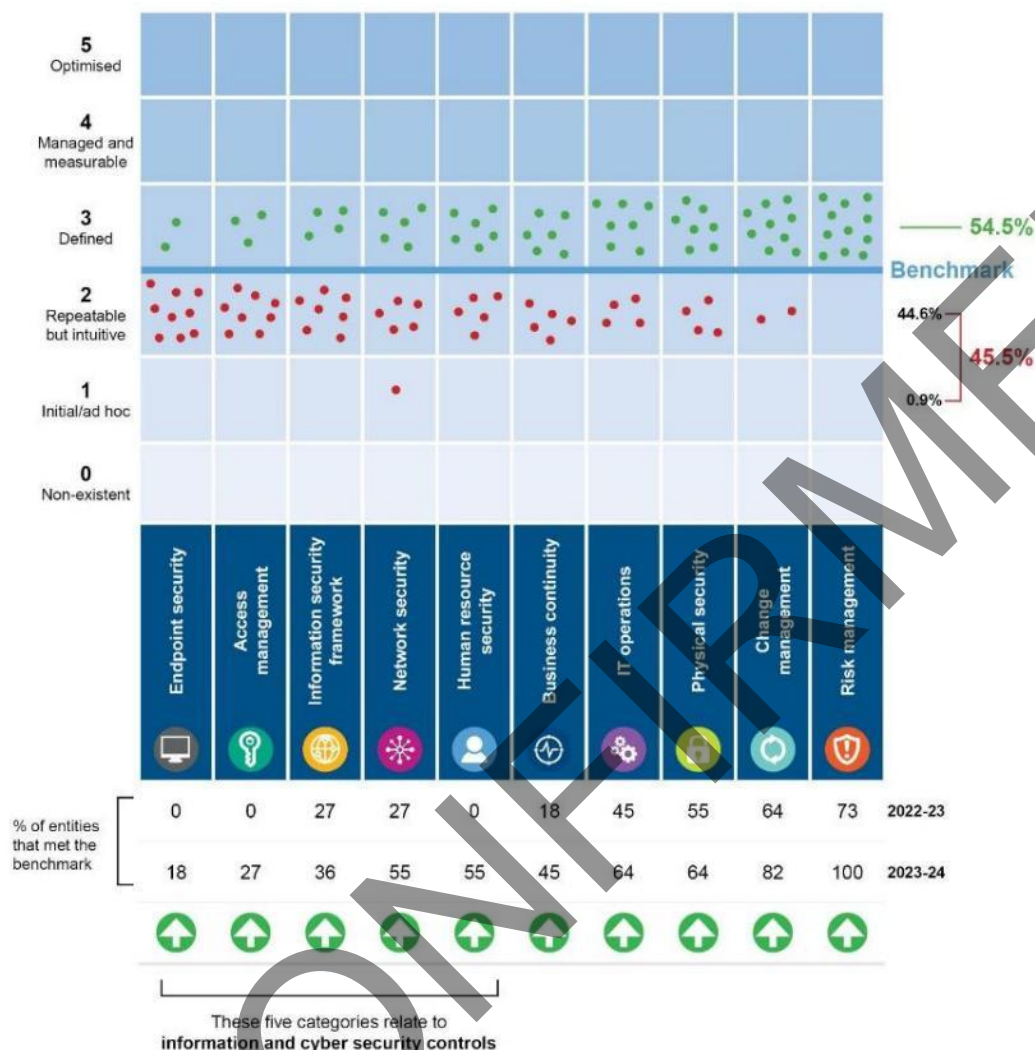 5
Optimised
4
Managed and
measurable
3
Defined
54.5%
Benchmark
2
Repeatable
but intuitive
44.6%
45.5%
1
Initial/ad hoc
0.9%
0
Non-existent
Endpoint security
Access
management
Information security
framework
Network security
Human resource
security
Business continuity
IT operations
Physical security
Change
management
Risk management
% of entities
that met the
benchmark
0 0 27 27 0 18 45 55 64 73 2022-23
18 27 36 55 55 45 64 64 82 100 2023-24
These five categories relate to
information and cyber security controls
ONFIRME